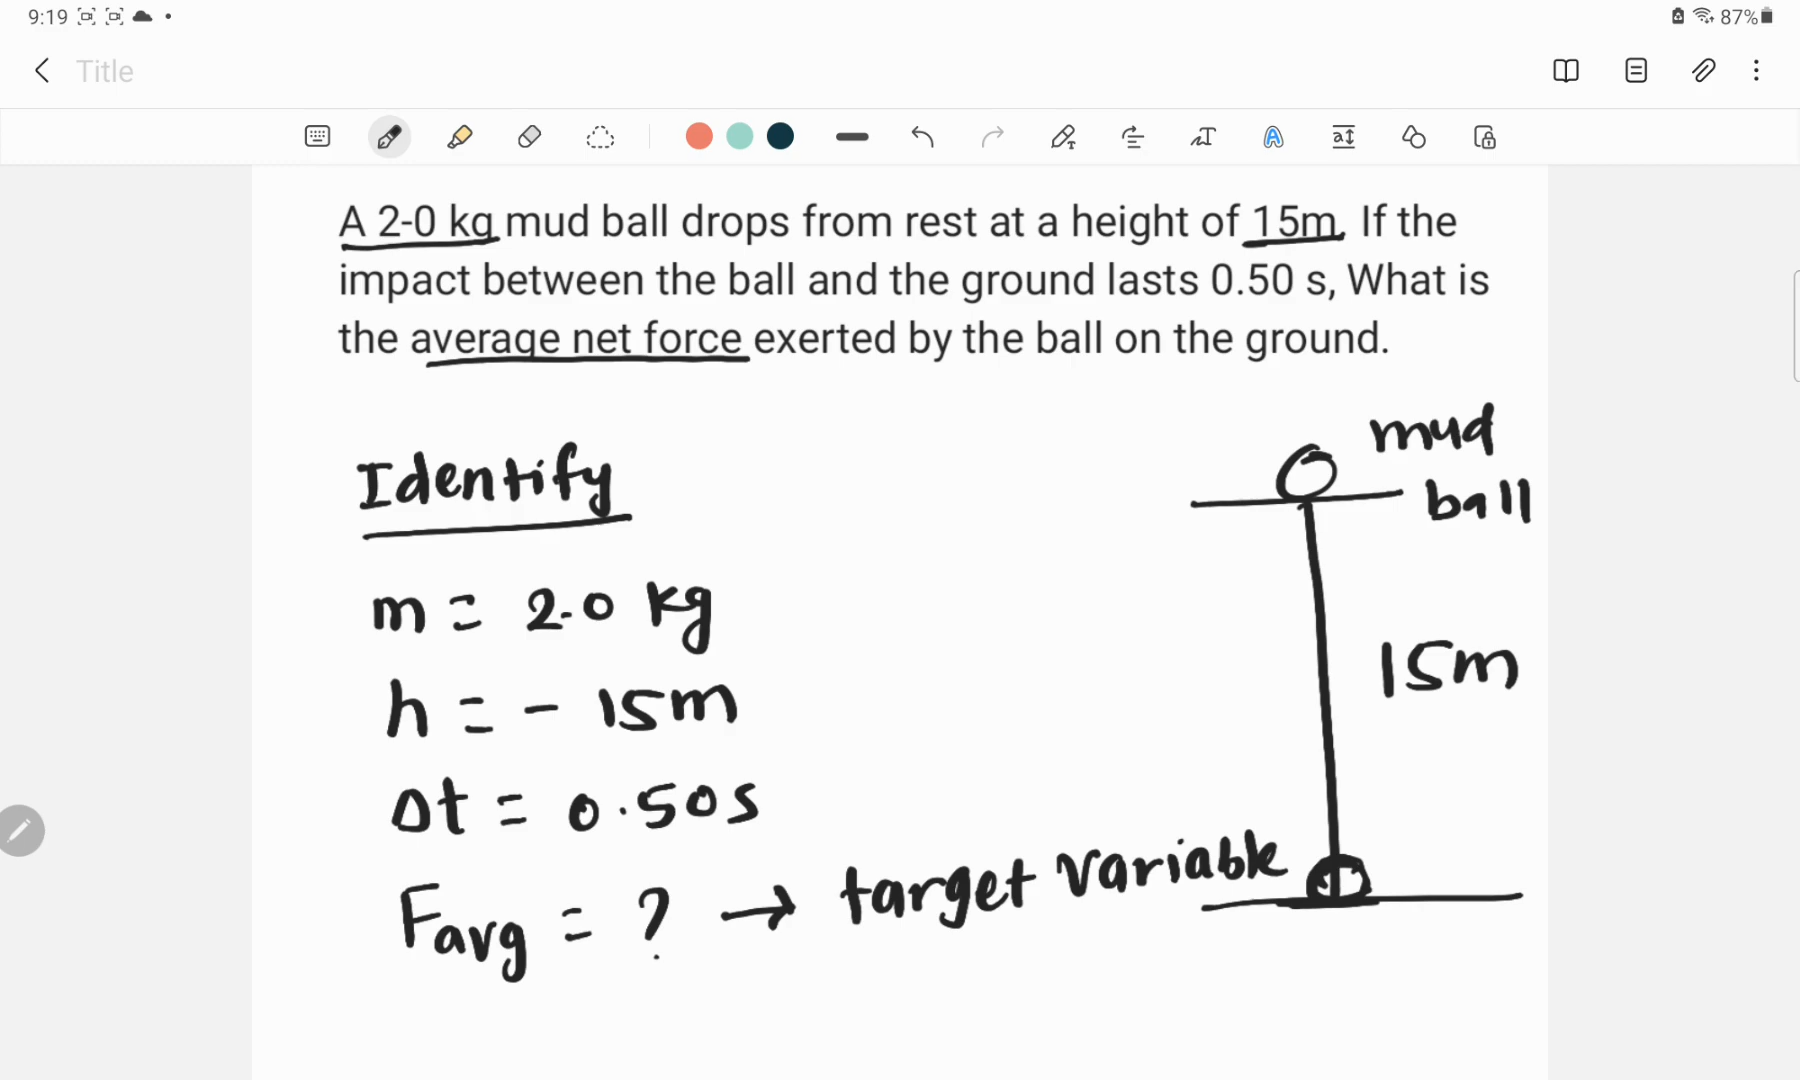 9:19
87%
Title
A 2-0 kg mud ball drops from rest at a height of 15m. If the
impact between the ball and the ground lasts 0.50 s, What is
the average net force exerted by the ball on the ground.
Identify
mud
ball
m = 2.0 kg
h = - 15m
15m
Δt = 0.50s
Favg = ? → target variable